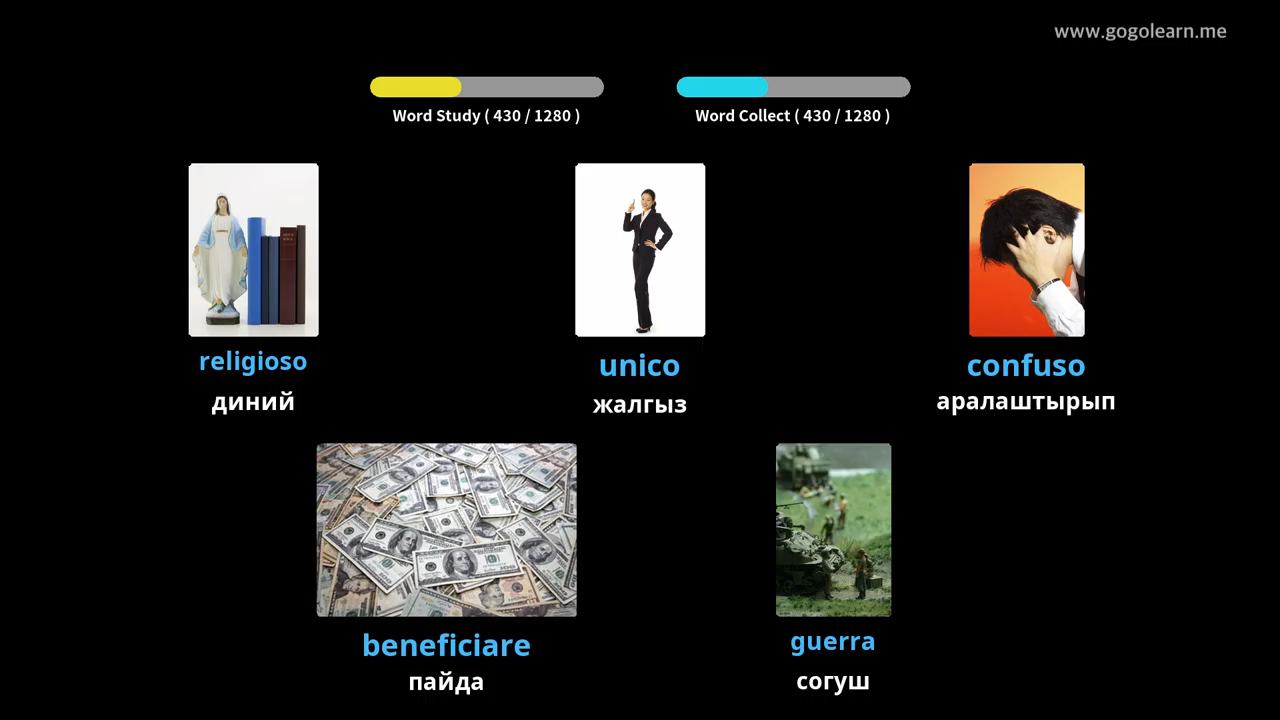 www.gogolearn.me
Word Study ( 430 / 1280 )
Word Collect ( 430 / 1280 )
religioso
диний
unico
жалгыз
confuso
аралаштырып
beneficiare
пайда
guerra
согуш